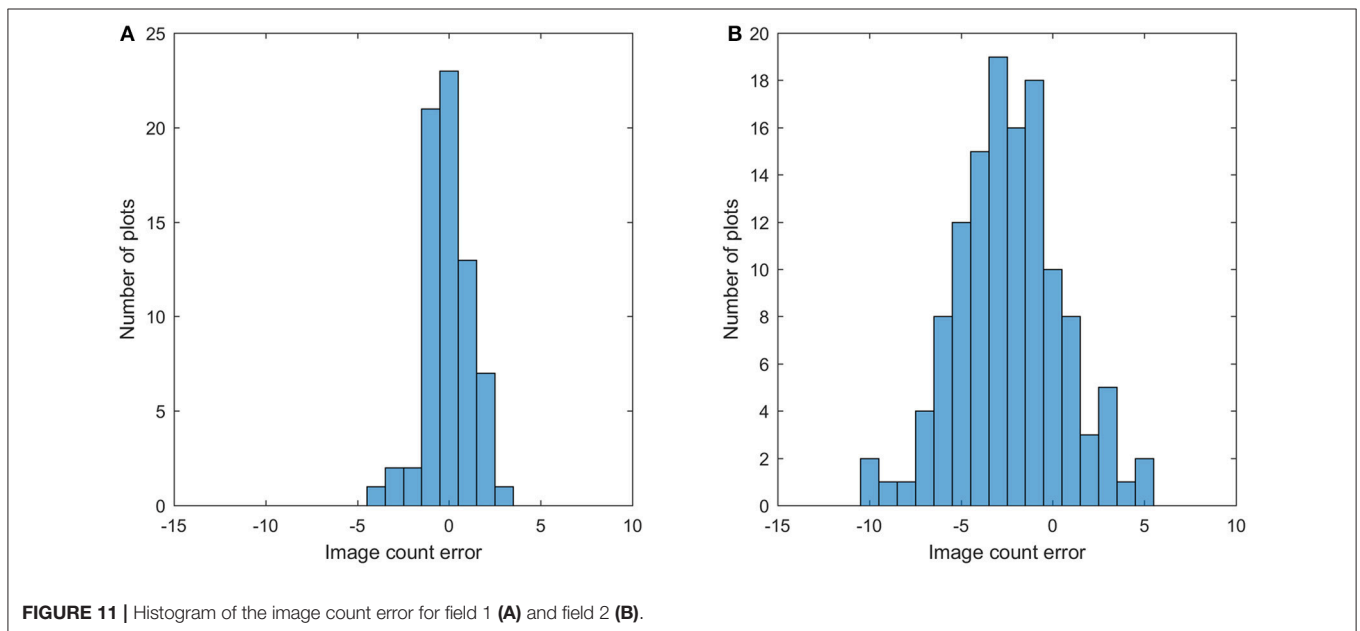 A
25
20
15
10
5
0
Number of plots
-15 -10 -5 0 5 10
Image count error
B
20
18
16
14
12
10
8
6
4
2
0
Number of plots
-15 -10 -5 0 5 10
Image count error
FIGURE 11 | Histogram of the image count error for field 1 (A) and field 2 (B).